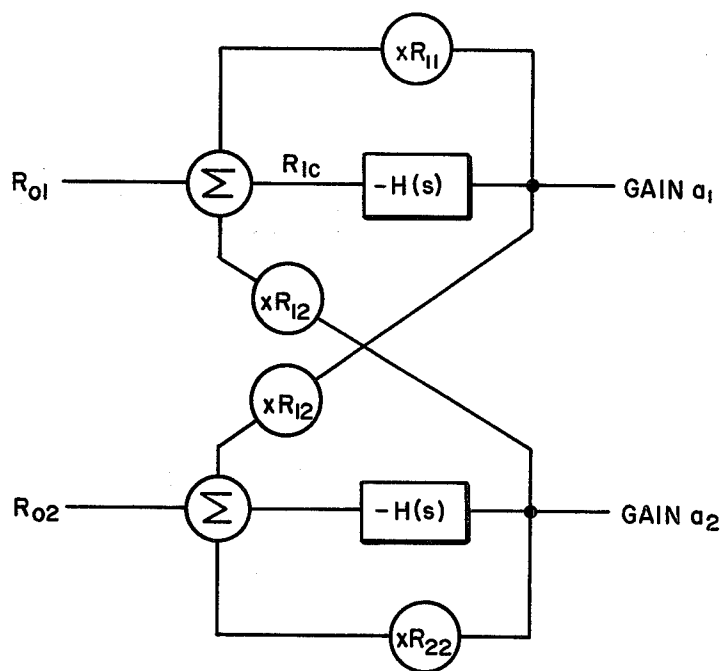 xR11
R01
Σ
R1c
-H(s)
GAIN a1
xR12
xR12
R02
Σ
-H(s)
GAIN a2
xR22